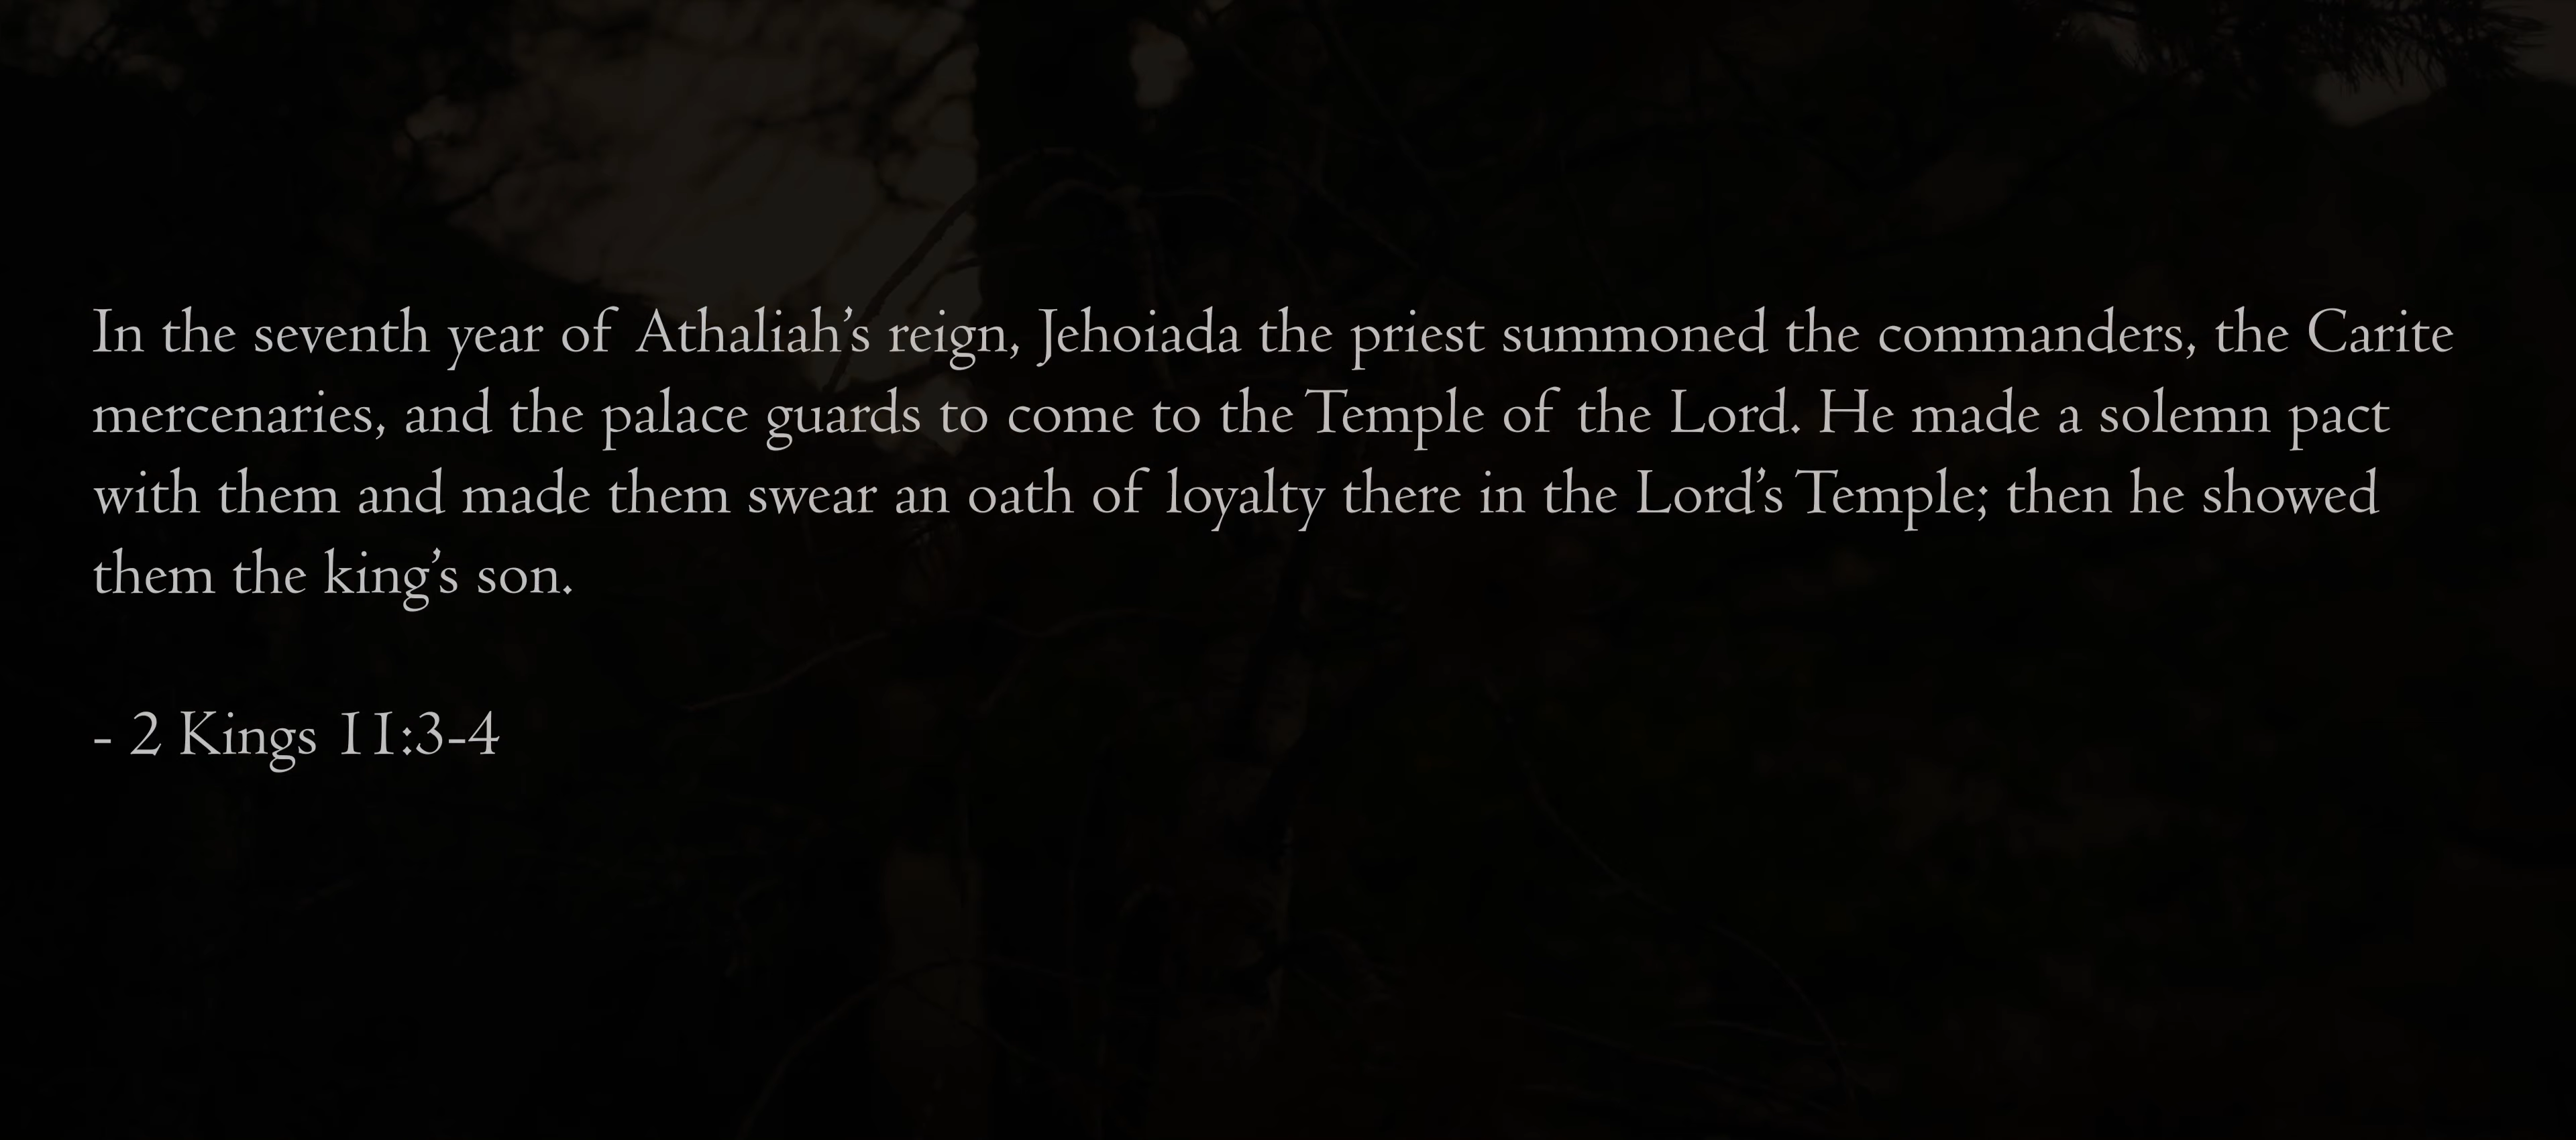 In the seventh year of Athaliah’s reign, Jehoiada the priest summoned the commanders, the Carite
mercenaries, and the palace guards to come to the Temple of the Lord. He made a solemn pact
with them and made them swear an oath of loyalty there in the Lord’s Temple; then he showed
them the king’s son.
- 2 Kings 11:3-4